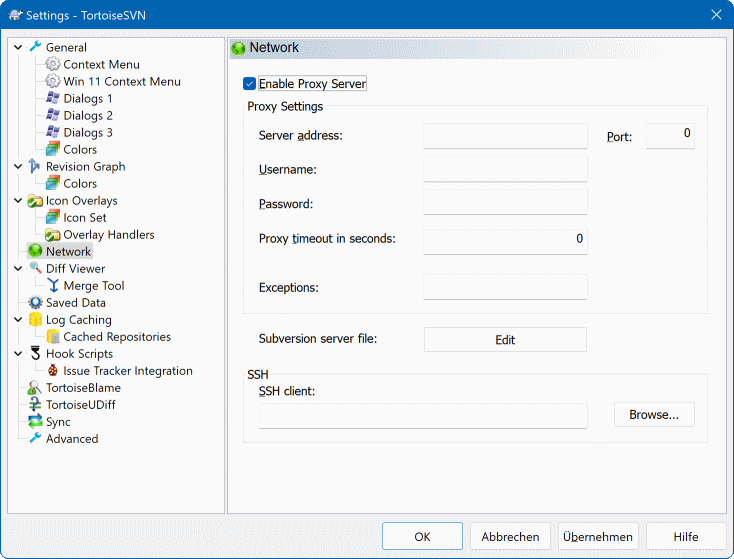 Settings - TortoiseSVN
General
Context Menu
Win 11 Context Menu
Dialogs 1
Dialogs 2
Dialogs 3
Colors
Revision Graph
Colors
Icon Overlays
Icon Set
Overlay Handlers
Network
Diff Viewer
Merge Tool
Saved Data
Log Caching
Cached Repositories
Hook Scripts
Issue Tracker Integration
TortoiseBlame
TortoiseUDiff
Sync
Advanced
Network
Enable Proxy Server
Proxy Settings
Server address:
Port: 0
Username:
Password:
Proxy timeout in seconds: 0
Exceptions:
Subversion server file: Edit
SSH
SSH client:
Browse...
OK Abbrechen Übernehmen Hilfe